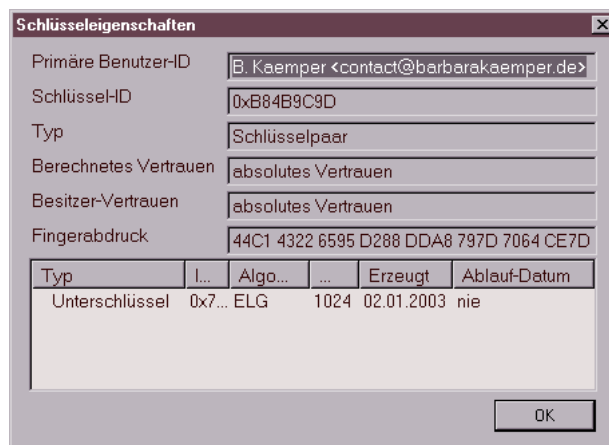 Schlüsseleigenschaften
Primäre Benutzer-ID B. Kaemper <contact@barbarakaemper.de>
Schlüssel-ID 0xB84B9C9D
Typ Schlüsselpaar
Berechnetes Vertrauen absolutes Vertrauen
Besitzer-Vertrauen absolutes Vertrauen
Fingerabdruck 44C1 4322 6595 D288 DDA8 797D 7064 CE7D
Typ I... Algo... ... Erzeugt Ablauf-Datum
Unterschlüssel 0x7... ELG 1024 02.01.2003 nie
OK